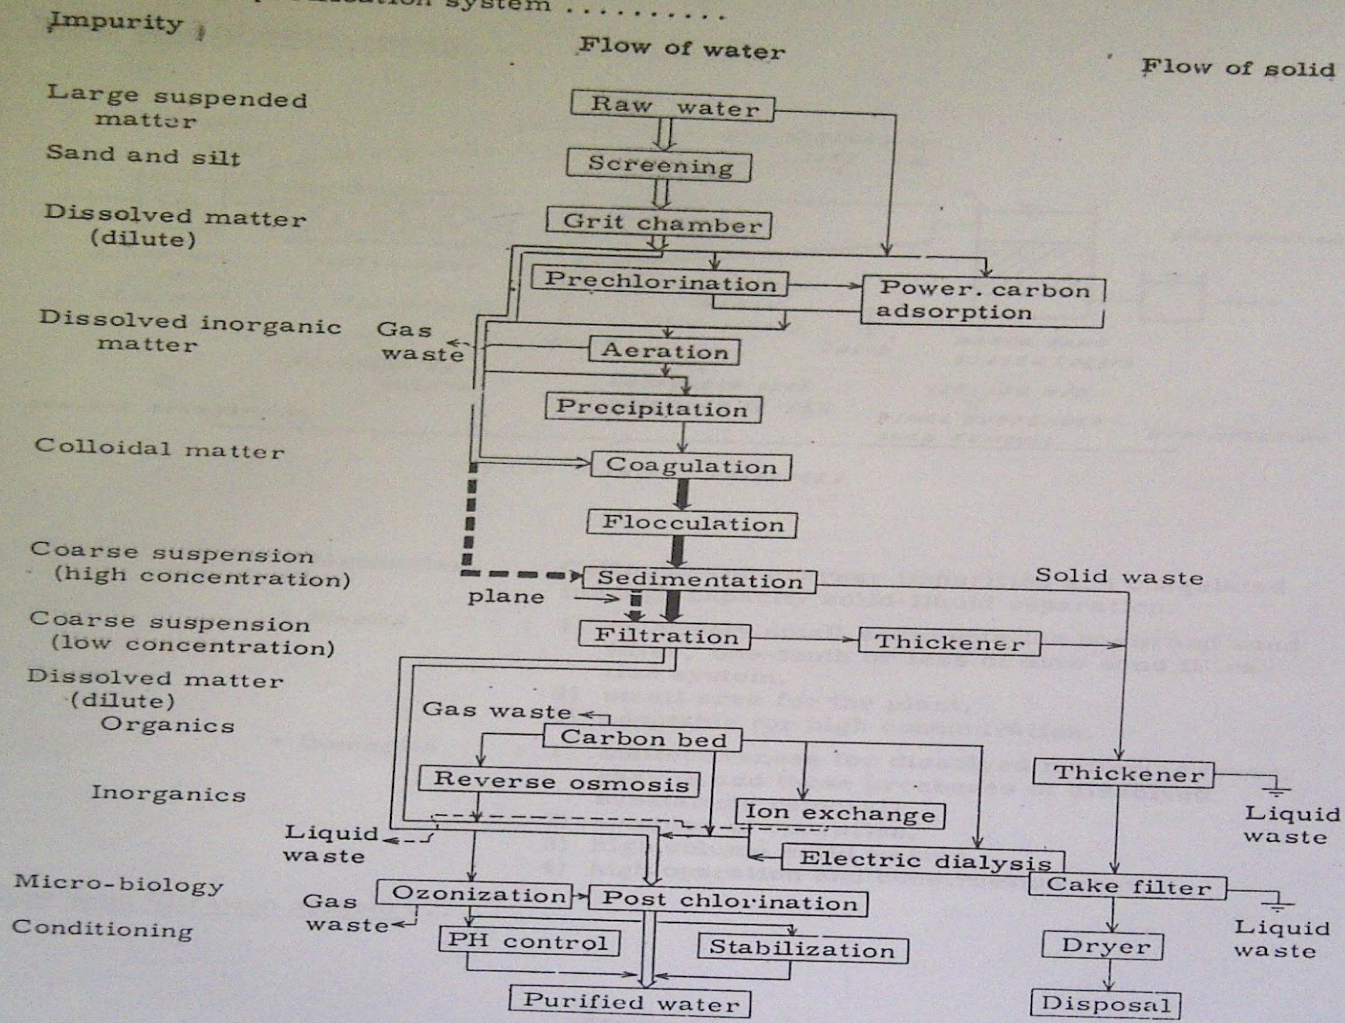 system ..........
Impurity
Flow of water
Flow of solid
Large suspended
matter
Raw water
Sand and silt
Screening
Dissolved matter
(dilute)
Grit chamber
Prechlorination
Power. carbon
adsorption
Dissolved inorganic
matter
Gas
waste
Aeration
Precipitation
Colloidal matter
Coagulation
Flocculation
Coarse suspension
(high concentration)
Sedimentation
Solid waste
plane
Coarse suspension
(low concentration)
Filtration
Thickener
Dissolved matter
(dilute)
Organics
Gas waste
Carbon bed
Reverse osmosis
Thickener
Inorganics
Ion exchange
Liquid
waste
Liquid
waste
Electric dialysis
Micro-biology
Gas
waste
Ozonization
Post chlorination
Cake filter
Conditioning
PH control
Stabilization
Dryer
Liquid
waste
Purified water
Disposal